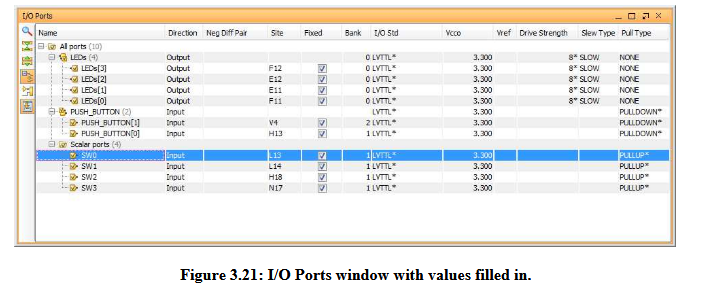 I/O Ports
Name Direction Neg Diff Pair Site Fixed Bank I/O Std Vcco Vref Drive Strength Slew Type Pull Type
All ports (10)
LEDs (4) Output 0 LVTTL* 3.300 8* SLOW NONE
LEDs[3] Output F12 0 LVTTL* 3.300 8* SLOW NONE
LEDs[2] Output E12 0 LVTTL* 3.300 8* SLOW NONE
LEDs[1] Output E11 0 LVTTL* 3.300 8* SLOW NONE
LEDs[0] Output F11 0 LVTTL* 3.300 8* SLOW NONE
PUSH_BUTTON (2) Input LVTTL* 3.300 PULLDOWN*
PUSH_BUTTON[1] Input V4 2 LVTTL* 3.300 PULLDOWN*
PUSH_BUTTON[0] Input H13 1 LVTTL* 3.300 PULLDOWN*
Scalar ports (4)
SW0 Input L13 1 LVTTL* 3.300 PULLUP*
SW1 Input L14 1 LVTTL* 3.300 PULLUP*
SW2 Input H18 1 LVTTL* 3.300 PULLUP*
SW3 Input N17 1 LVTTL* 3.300 PULLUP*
Figure 3.21: I/O Ports window with values filled in.